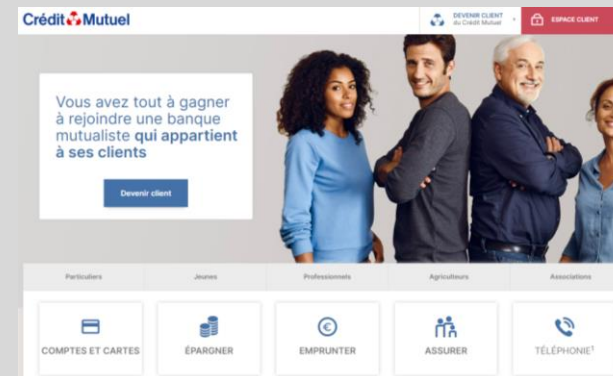 Crédit Mutuel
DEVENIR CLIENT
du Crédit Mutuel
ESPACE CLIENT
Vous avez tout à gagner
à rejoindre une banque
mutualiste qui appartient
à ses clients
Devenir client
Particuliers Jeunes Professionnels Agriculteurs Associations
COMPTES ET CARTES ÉPARGNER EMPRUNTER ASSURER TÉLÉPHONIE¹